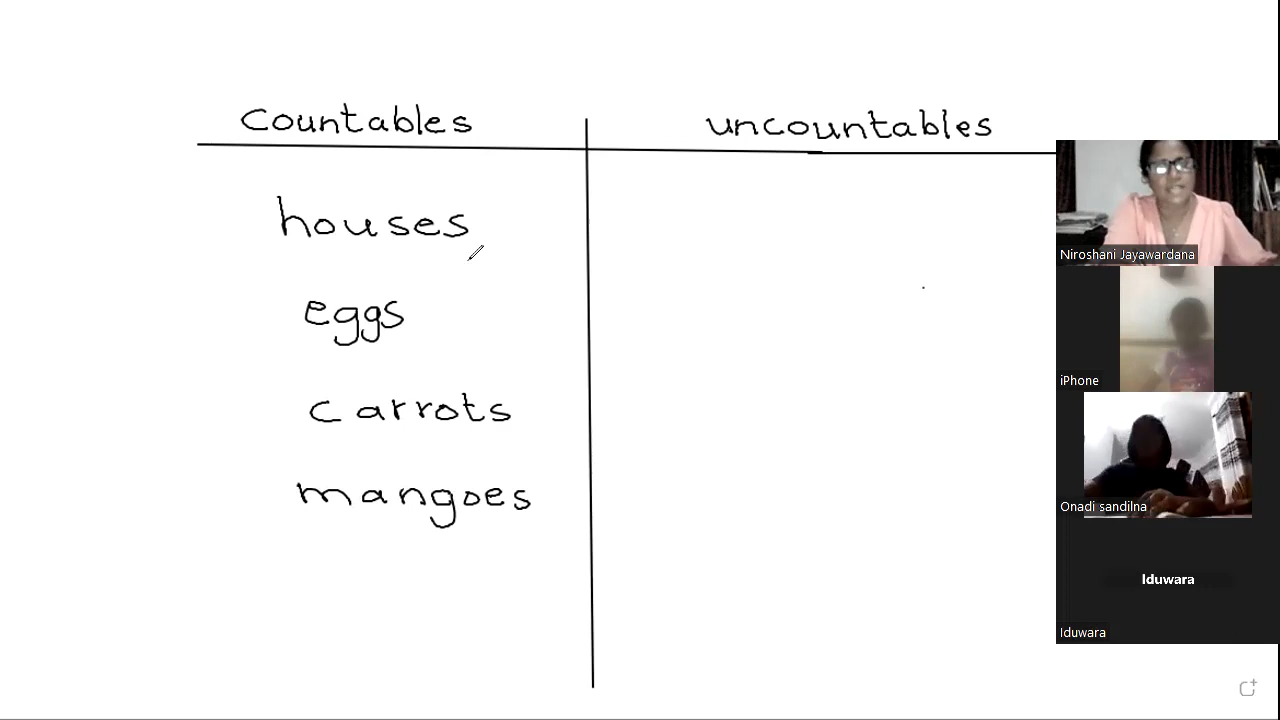 Countables
uncountables
houses
eggs
carrots
mangoes
Niroshani Jayawardana
iPhone
Onadi sandilna
Iduwara
Iduwara